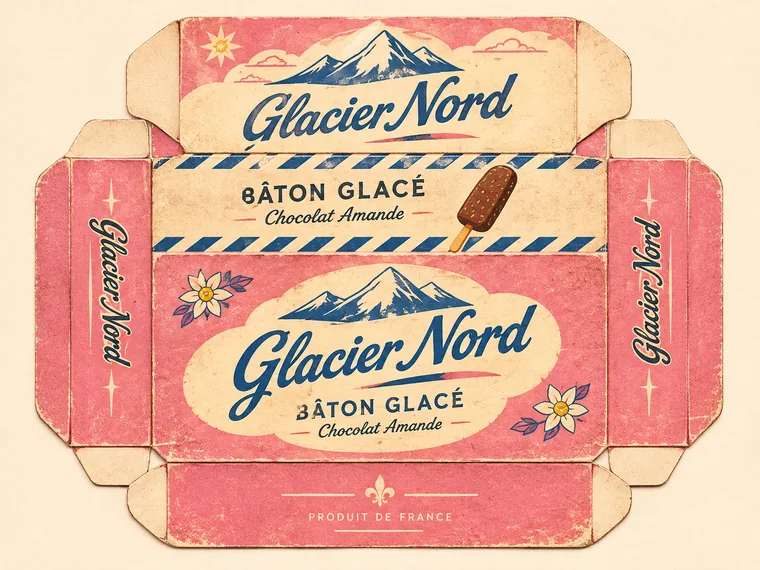 Glacier Nord
BÂTON GLACÉ
Chocolat Amande
Glacier Nord
Glacier Nord
Glacier Nord
BÂTON GLACÉ
Chocolat Amande
PRODUIT DE FRANCE